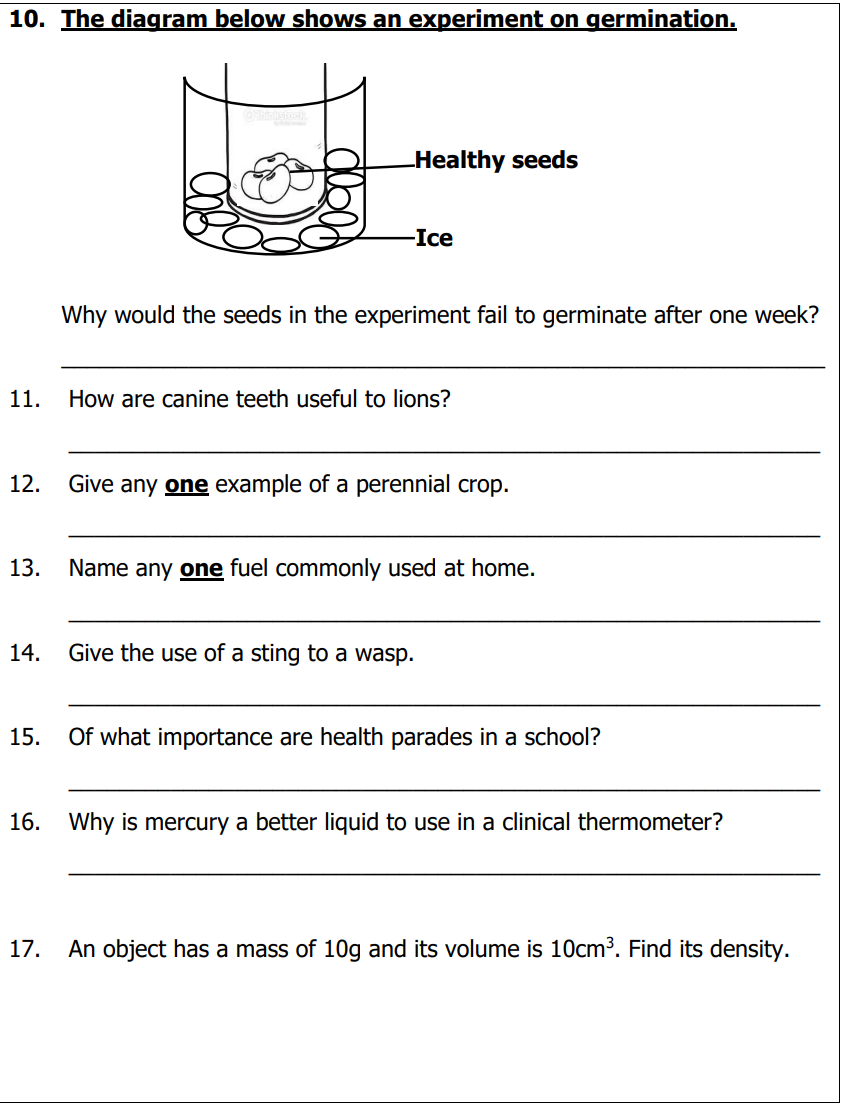 10. The diagram below shows an experiment on germination.
Healthy seeds
Ice
Why would the seeds in the experiment fail to germinate after one week?
11. How are canine teeth useful to lions?
12. Give any one example of a perennial crop.
13. Name any one fuel commonly used at home.
14. Give the use of a sting to a wasp.
15. Of what importance are health parades in a school?
16. Why is mercury a better liquid to use in a clinical thermometer?
17. An object has a mass of 10g and its volume is 10cm³. Find its density.